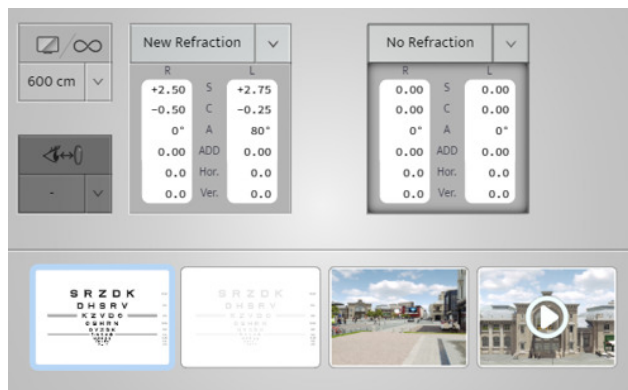 New Refraction
No Refraction
600 cm
R L
+2.50 S +2.75
-0.50 C -0.25
0° A 80°
0.00 ADD 0.00
0.0 Hor. 0.0
0.0 Ver. 0.0
-
R L
0.00 S 0.00
0.00 C 0.00
0° A 0°
0.00 ADD 0.00
0.0 Hor. 0.0
0.0 Ver. 0.0
S R Z D K
D H S R V
K Z V D C
S R Z D K
D H S R V